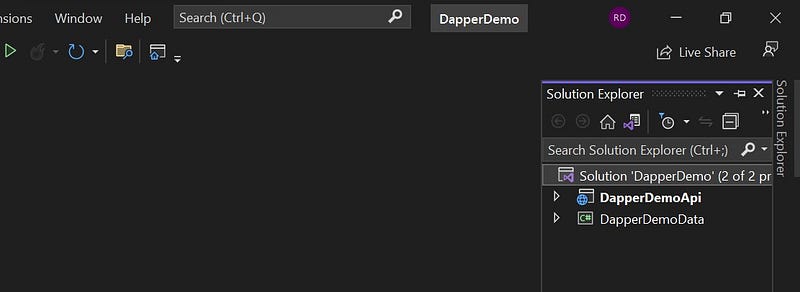 nsions Window Help Search (Ctrl+Q) DapperDemo RD
Live Share
Solution Explorer
Search Solution Explorer (Ctrl+;)
Solution 'DapperDemo' (2 of 2 pr
DapperDemoApi
C# DapperDemoData
Solution Explorer